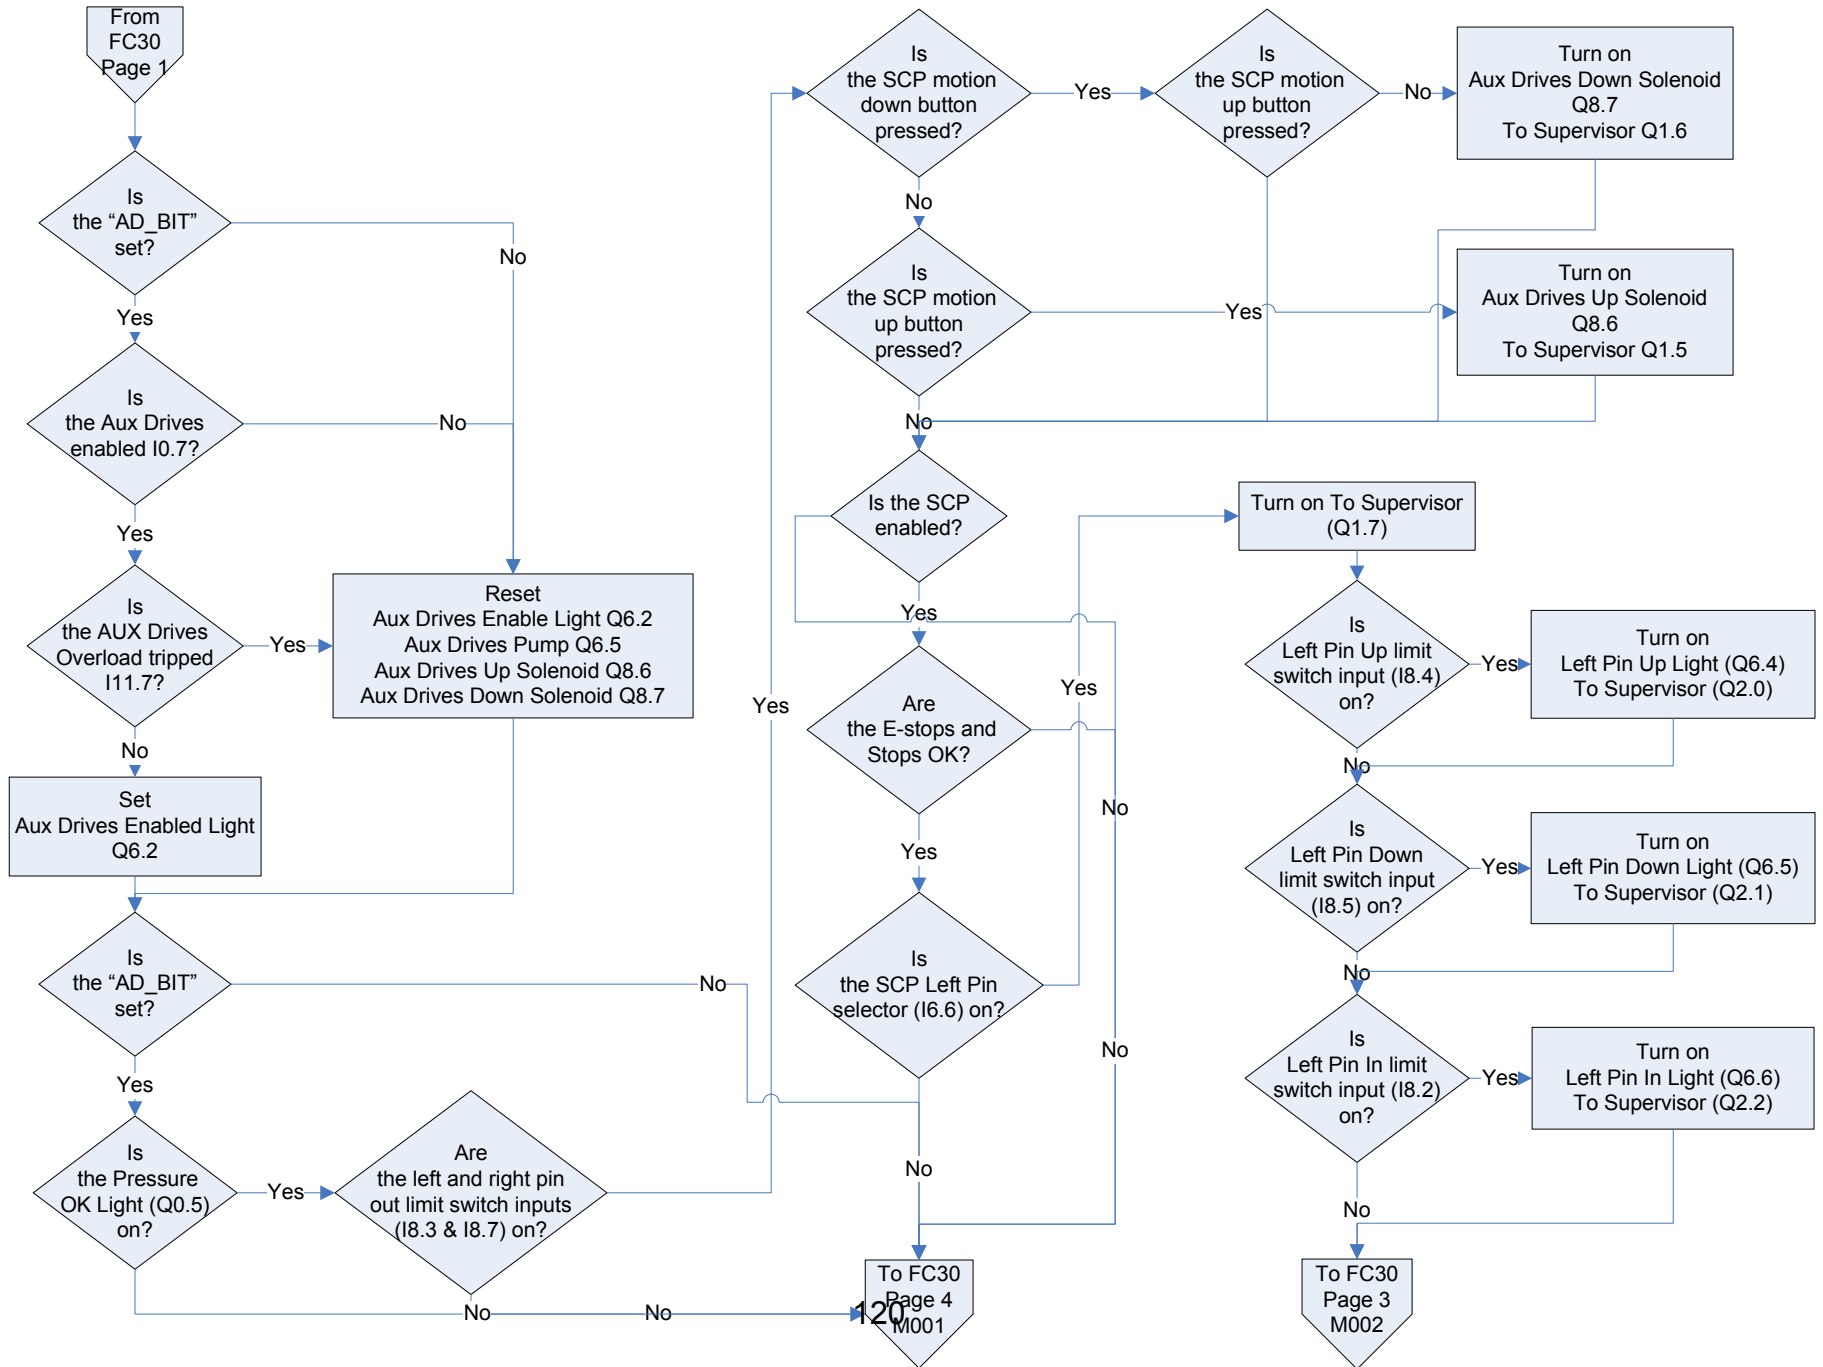 From
FC30
Page 1
Is
the “AD_BIT”
set?
No
Yes
Is
the Aux Drives
enabled I0.7?
No
Yes
Is
the AUX Drives
Overload tripped
I11.7?
Yes
Reset
Aux Drives Enable Light Q6.2
Aux Drives Pump Q6.5
Aux Drives Up Solenoid Q8.6
Aux Drives Down Solenoid Q8.7
No
Set
Aux Drives Enabled Light
Q6.2
Is
the “AD_BIT”
set?
No
Yes
Is
the Pressure
OK Light (Q0.5)
on?
Yes
Are
the left and right pin
out limit switch inputs
(I8.3 & I8.7) on?
No
No
Yes
Is
the SCP motion
down button
pressed?
Yes
Is
the SCP motion
up button
pressed?
No
Turn on
Aux Drives Down Solenoid
Q8.7
To Supervisor Q1.6
No
Is
the SCP motion
up button
pressed?
Yes
Turn on
Aux Drives Up Solenoid
Q8.6
To Supervisor Q1.5
No
Is the SCP
enabled?
Yes
Are
the E-stops and
Stops OK?
No
Yes
Is
the SCP Left Pin
selector (I6.6) on?
Yes
No
No
To FC30
Page 4
M001
120
Turn on To Supervisor
(Q1.7)
Is
Left Pin Up limit
switch input (I8.4)
on?
Yes
Turn on
Left Pin Up Light (Q6.4)
To Supervisor (Q2.0)
No
Is
Left Pin Down
limit switch input
(I8.5) on?
Yes
Turn on
Left Pin Down Light (Q6.5)
To Supervisor (Q2.1)
No
Is
Left Pin In limit
switch input (I8.2)
on?
Yes
Turn on
Left Pin In Light (Q6.6)
To Supervisor (Q2.2)
No
To FC30
Page 3
M002